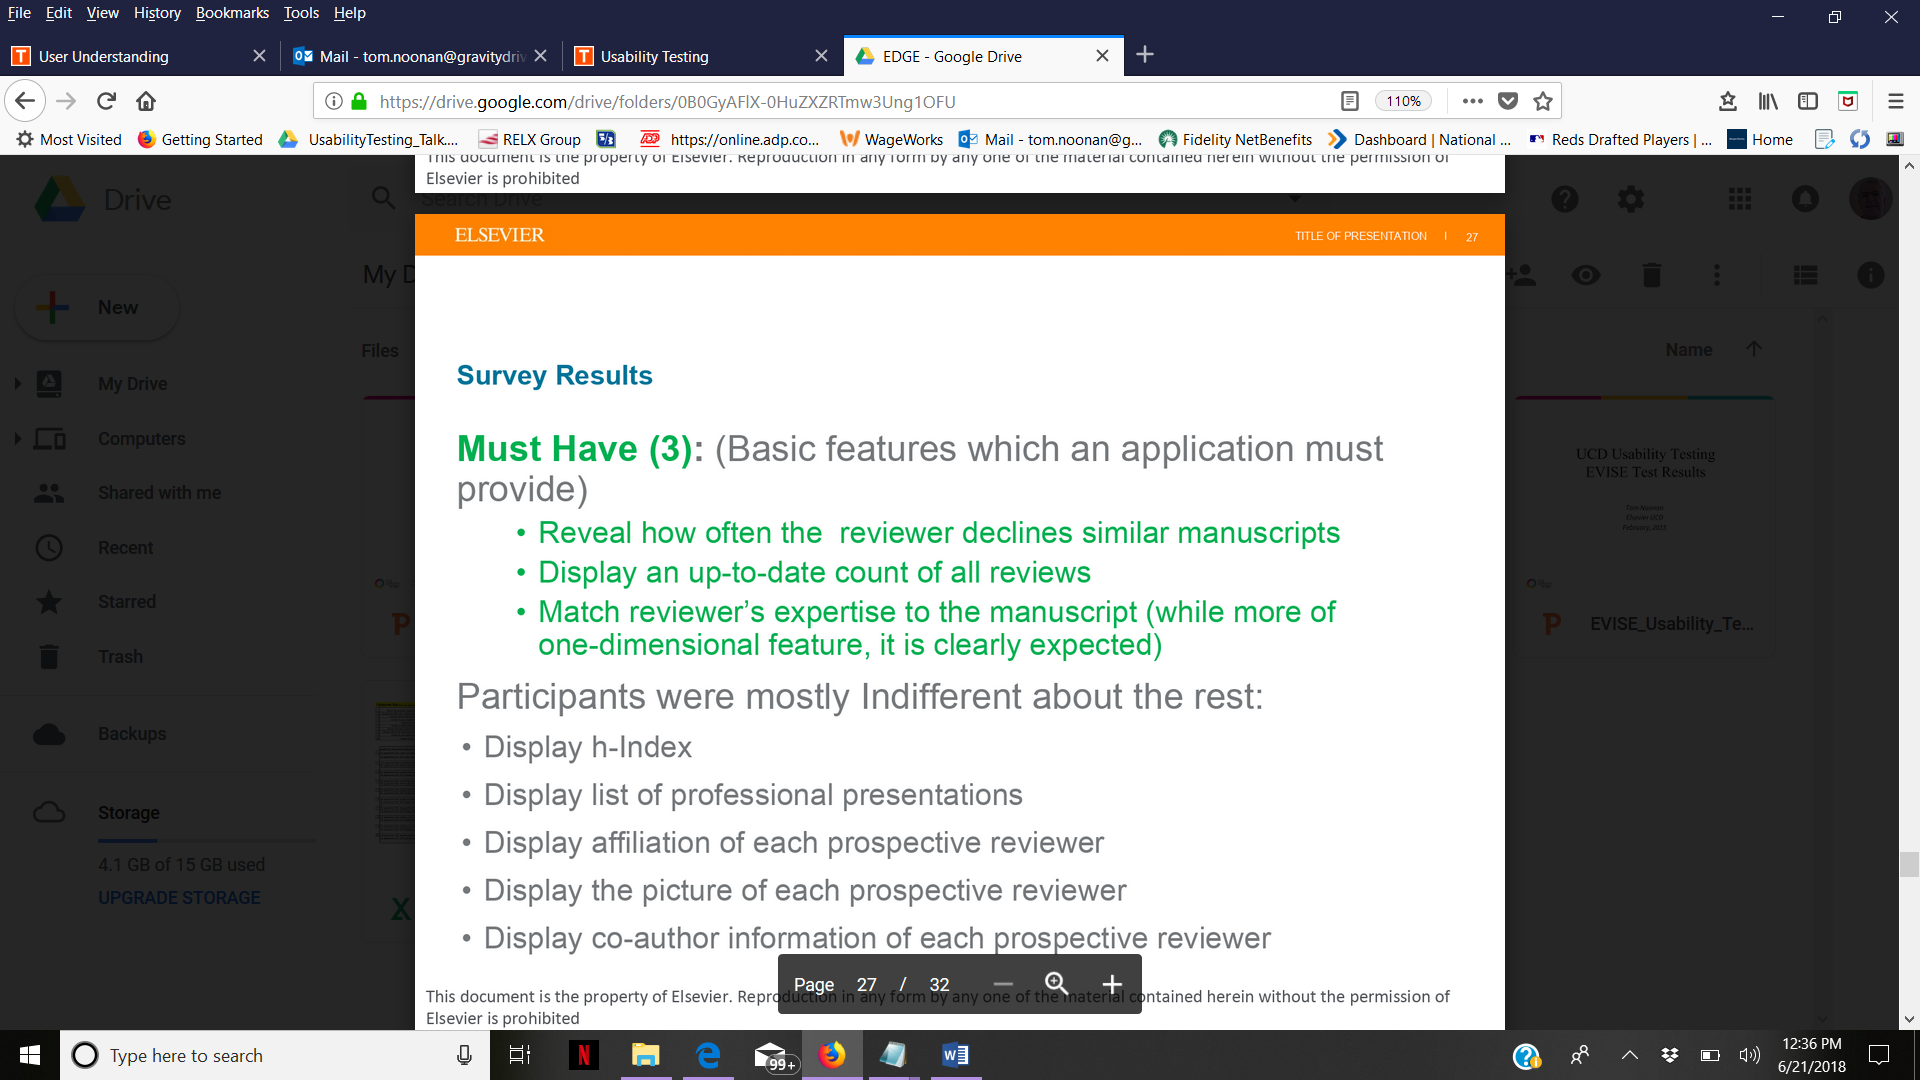 File Edit View History Bookmarks Tools Help
User Understanding
Mail - tom.noonan@gravitydriv
Usability Testing
EDGE - Google Drive
https://drive.google.com/drive/folders/0B0GyAFlX-0HuZXZRTmw3Ung1OFU
110%
Most Visited Getting Started UsabilityTesting_Talk... RELX Group https://online.adp.co... WageWorks Mail - tom.noonan@g... Fidelity NetBenefits Dashboard | National ... Reds Drafted Players | ... Home
This document is the property of Elsevier. Reproduction in any form by any one of the material contained herein without the permission of
Elsevier is prohibited
Drive
Search Drive
ELSEVIER
TITLE OF PRESENTATION | 27
My D
New
Files
Name
My Drive
Computers
Shared with me
Recent
Starred
Trash
Backups
Storage
4.1 GB of 15 GB used
UPGRADE STORAGE
Survey Results
Must Have (3): (Basic features which an application must
provide)
• Reveal how often the reviewer declines similar manuscripts
• Display an up-to-date count of all reviews
• Match reviewer's expertise to the manuscript (while more of
one-dimensional feature, it is clearly expected)
Participants were mostly Indifferent about the rest:
• Display h-Index
• Display list of professional presentations
• Display affiliation of each prospective reviewer
• Display the picture of each prospective reviewer
• Display co-author information of each prospective reviewer
Page 27 / 32
This document is the property of Elsevier. Reproduction in any form by any one of the material contained herein without the permission of
Elsevier is prohibited
UCD Usability Testing
EVISE Test Results
Tom Noonan
Elsevier UCD
EVISE_Usability_Te...
Type here to search
99+
12:36 PM
6/21/2018